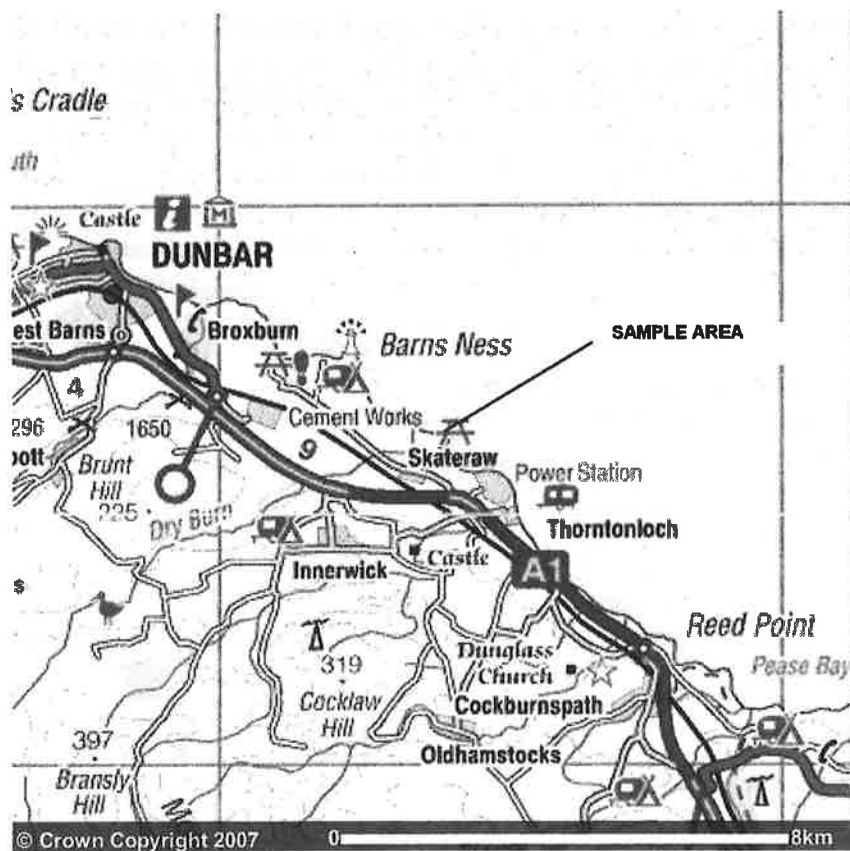 's Cradle
uth
Castle
i
M
DUNBAR
est Barns
Broxburn
Barns Ness
SAMPLE AREA
4
Cement Works
296
1650
9
Skateraw
ott
Brunt
Hill
Power Station
225
Dry Burn
Thorntonloch
Innerwick
Castle
A1
s
Reed Point
319
Dunglass
Church
Pease Bay
Cocklaw
Hill
Cockburnspath
397
Oldhamstocks
Bransly
Hill
M
© Crown Copyright 2007
0
8km